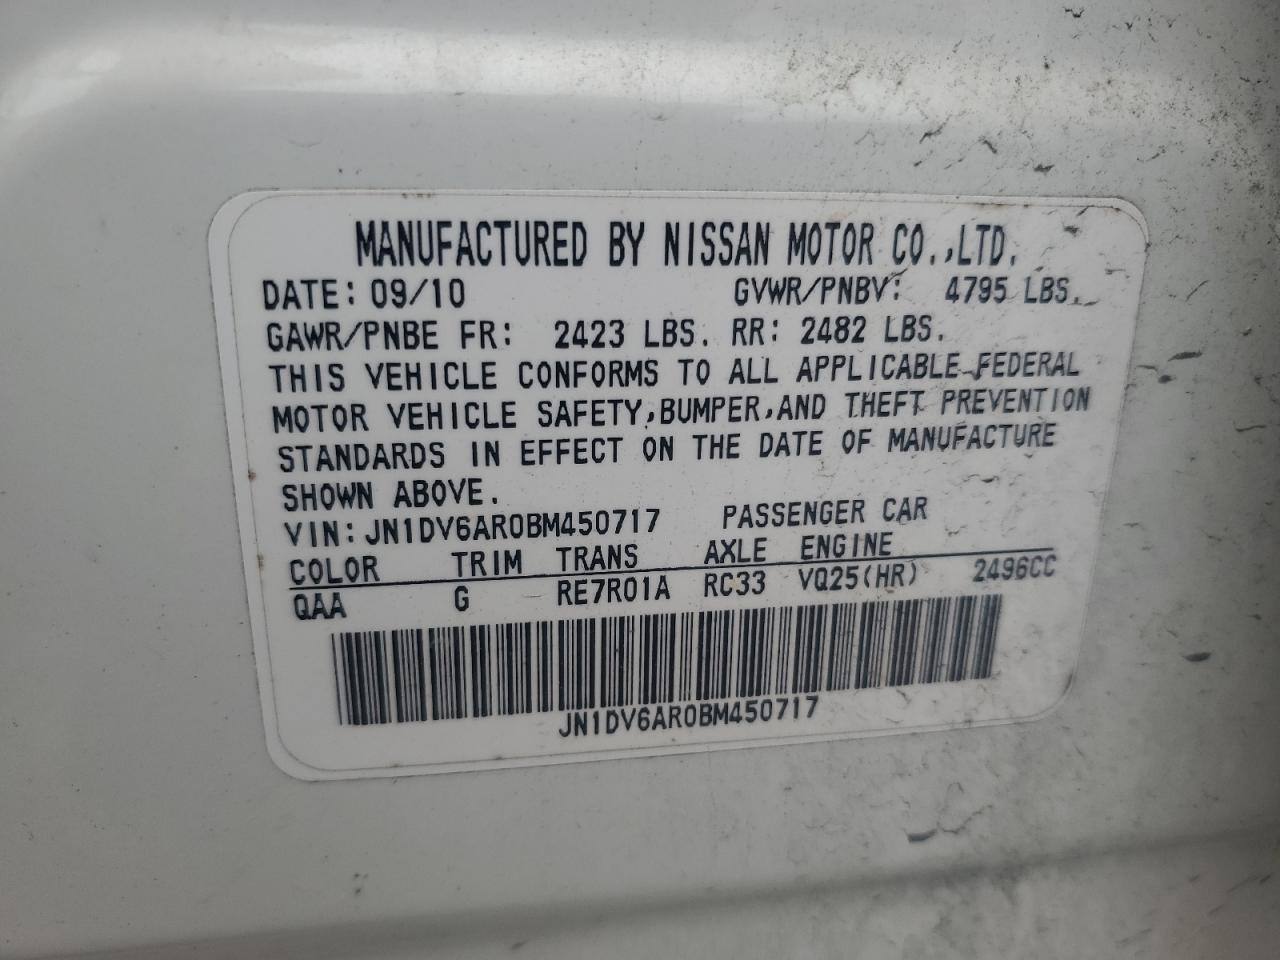 MANUFACTURED BY NISSAN MOTOR CO.,LTD.
DATE: 09/10 GVWR/PNBV: 4795 LBS.
GAWR/PNBE FR: 2423 LBS. RR: 2482 LBS.
THIS VEHICLE CONFORMS TO ALL APPLICABLE FEDERAL
MOTOR VEHICLE SAFETY,BUMPER,AND THEFT PREVENTION
STANDARDS IN EFFECT ON THE DATE OF MANUFACTURE
SHOWN ABOVE.
VIN: JN1DV6AR0BM450717 PASSENGER CAR
COLOR TRIM TRANS AXLE ENGINE
QAA G RE7R01A RC33 VQ25(HR) 2496CC
JN1DV6AR0BM450717